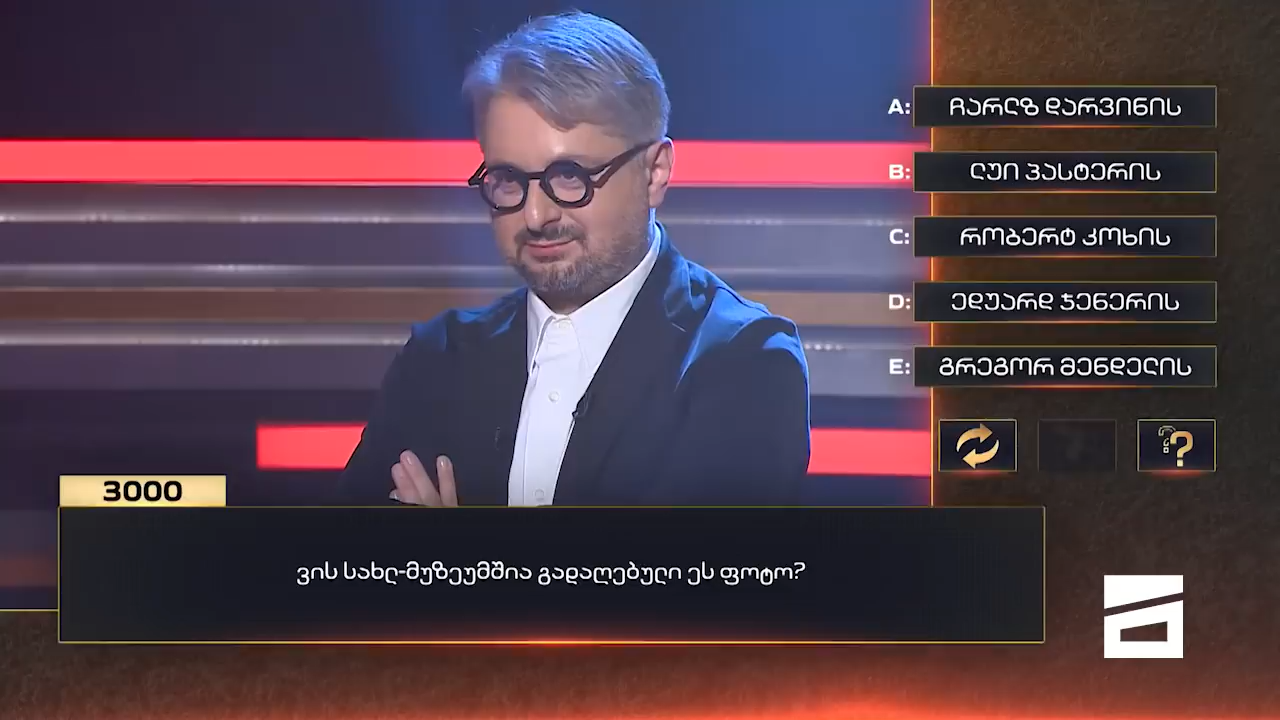 A: ჩარლზ დარვინის
B: ლუი პასტერის
C: რობერტ კოხის
D: ედუარდ ჯენერის
E: გრეგორ მენდელის
3000
ვის სახლ-მუზეუმშია გადაღებული ეს ფოტო?